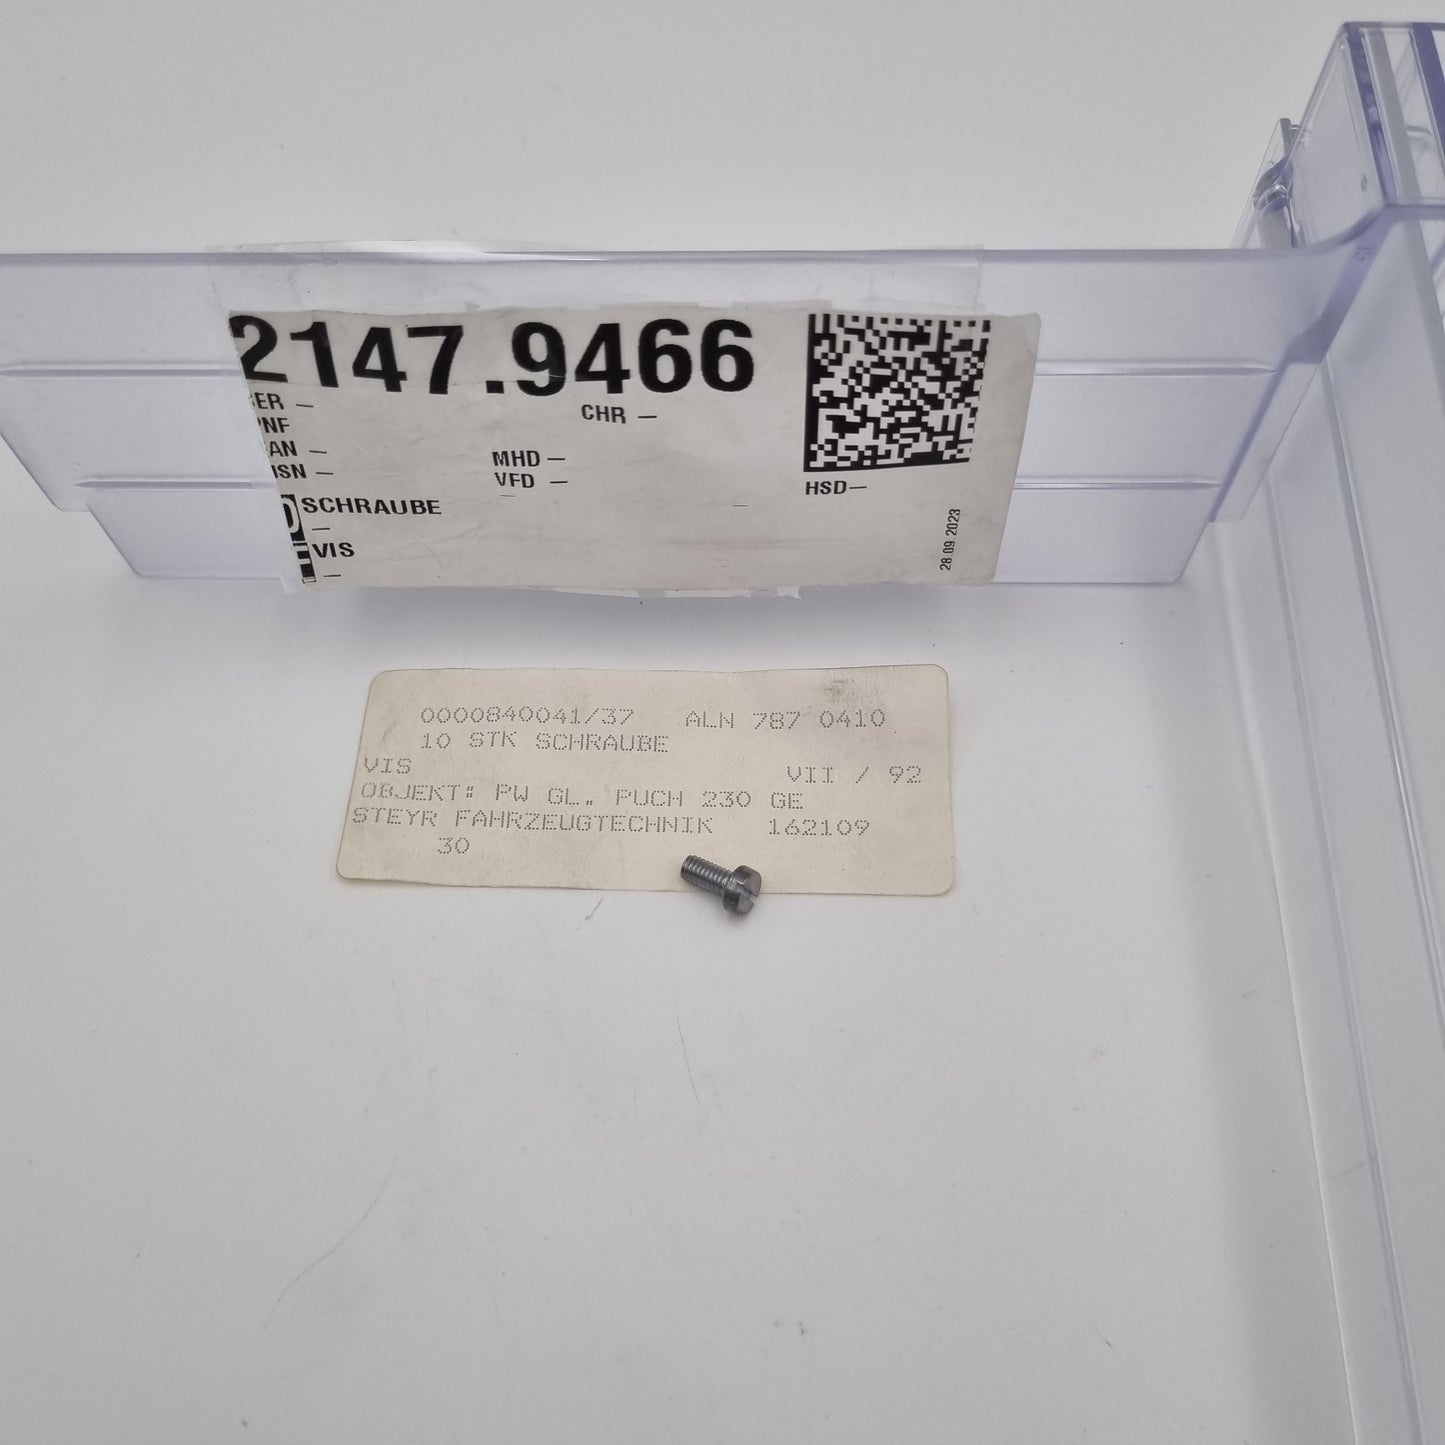 2147.9466
ER –
CHR –
NF
AN –
SN –
MHD –
VFD –
HSD –
SCHRAUBE
–
VIS
–
28.09 2023
0000840041/37 ALN 787 0410
10 STK SCHRAUBE
VIS VII / 92
OBJEKT: PW GL. PUCH 230 GE
STEYR FAHRZEUGTECHNIK 162109
30